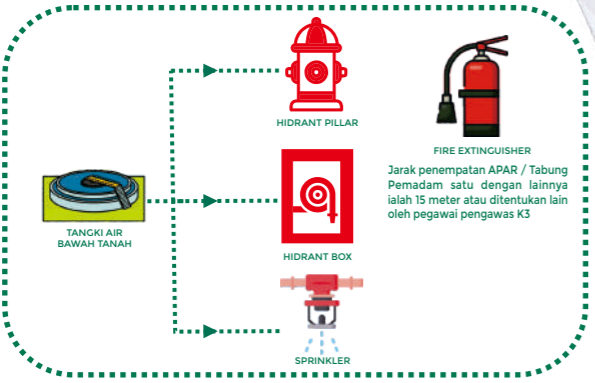 HIDRANT PILLAR
FIRE EXTINGUISHER
Jarak penempatan APAR / Tabung
Pemadam satu dengan lainnya
ialah 15 meter atau ditentukan lain
oleh pegawai pengawas K3
TANGKI AIR
BAWAH TANAH
HIDRANT BOX
SPRINKLER